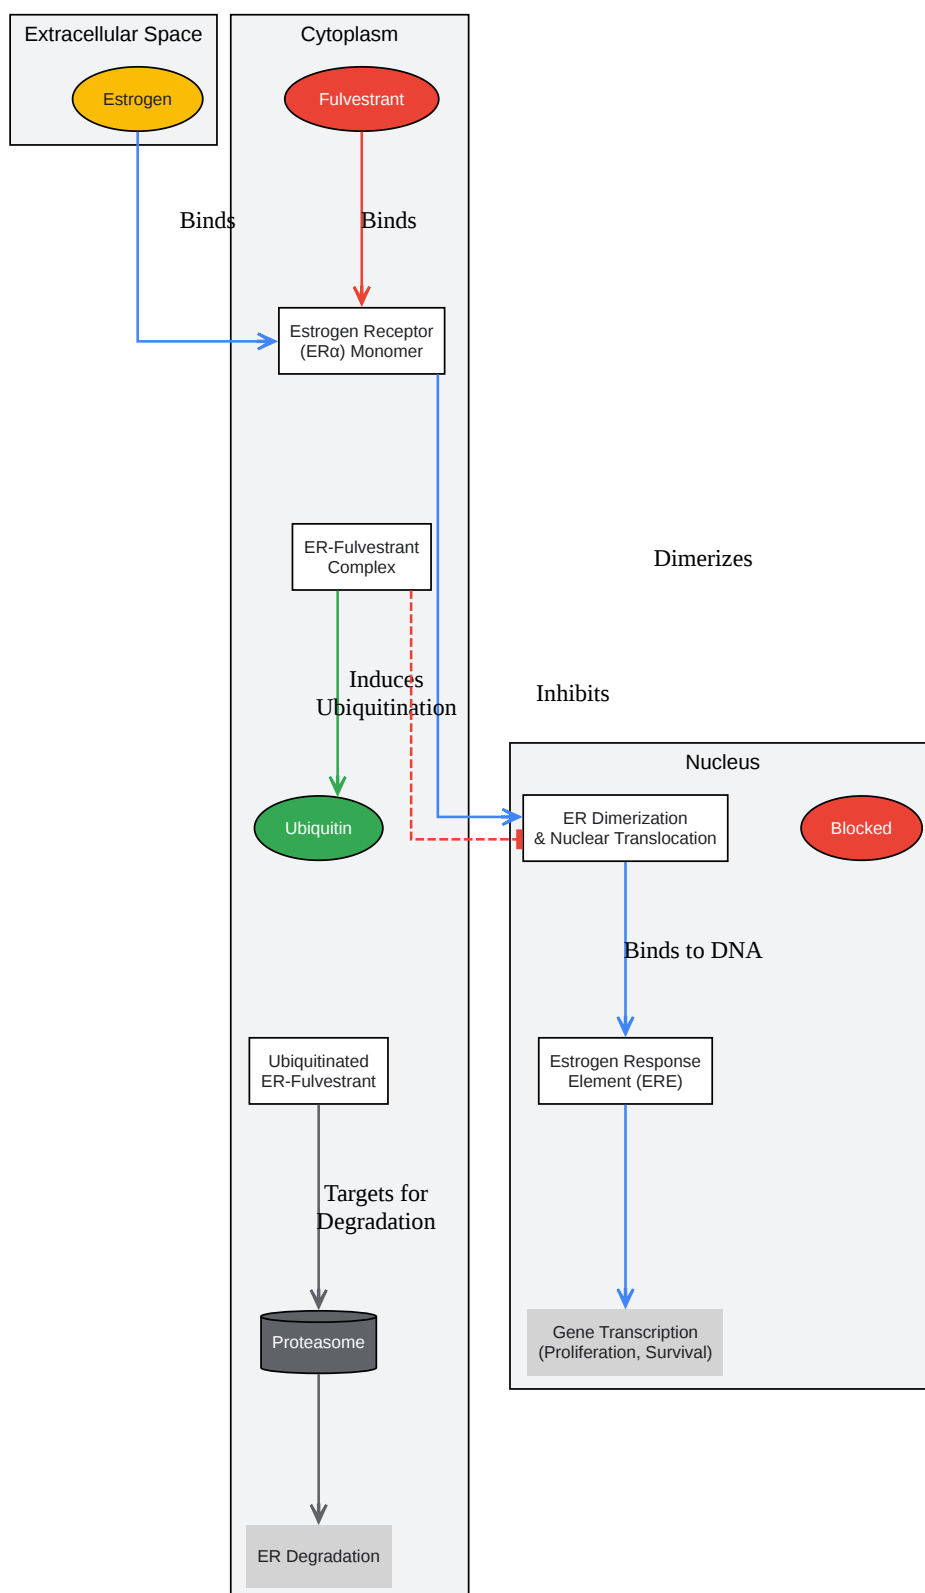 Extracellular Space
Cytoplasm
Estrogen
Fulvestrant
Binds
Binds
Estrogen Receptor
(ERα) Monomer
ER-Fulvestrant
Complex
Dimerizes
Induces
Ubiquitination
Inhibits
Nucleus
Ubiquitin
ER Dimerization
& Nuclear Translocation
Blocked
Binds to DNA
Ubiquitinated
ER-Fulvestrant
Estrogen Response
Element (ERE)
Targets for
Degradation
Proteasome
Gene Transcription
(Proliferation, Survival)
ER Degradation